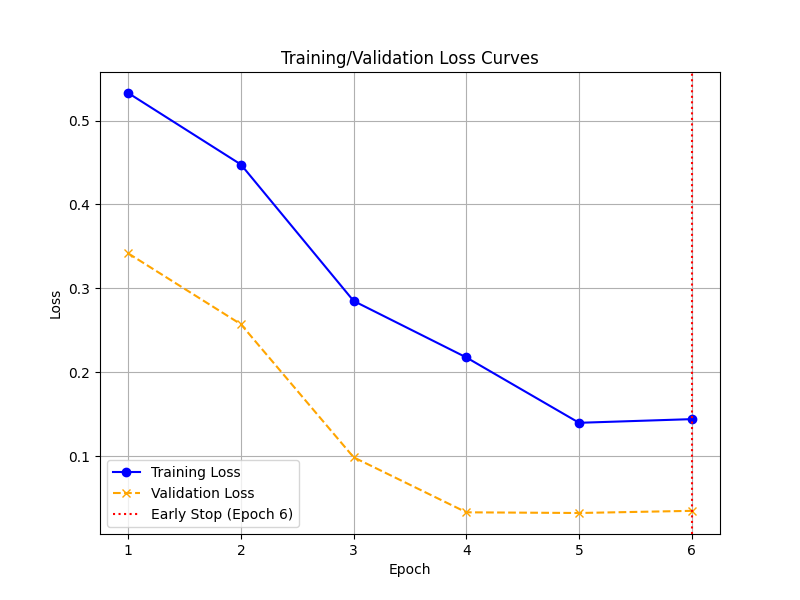 Training/Validation Loss Curves
Loss
0.5
0.4
0.3
0.2
0.1
Training Loss
Validation Loss
Early Stop (Epoch 6)
1 2 3 4 5 6
Epoch